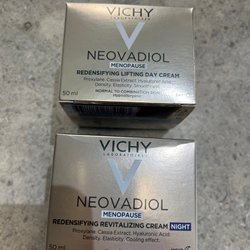 VICHY
LABORATOIRES
NEOVADIOL
MENOPAUSE
REDENSIFYING LIFTING DAY CREAM
Proxylane, Cassia Extract, Hyaluronic Acid
Density, Elasticity, Smoothness
NORMAL TO COMBINATION SKIN
50 ml
VICHY
LABORATOIRES
NEOVADIOL
MENOPAUSE
REDENSIFYING REVITALIZING CREAM NIGHT
Proxylane, Cassia Extract, Hyaluronic Acid
Density, Elasticity, Cooling effect.
50 ml